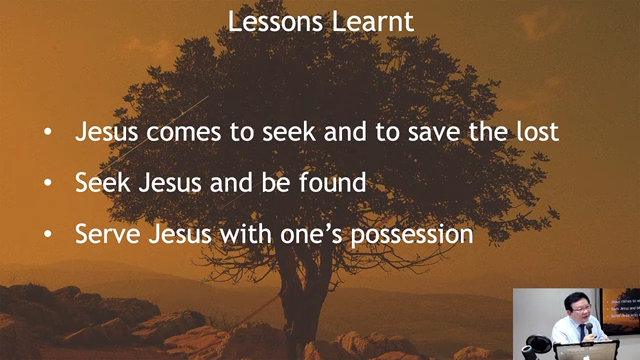 Lessons Learnt
• Jesus comes to seek and to save the lost
• Seek Jesus and be found
• Serve Jesus with one's possession